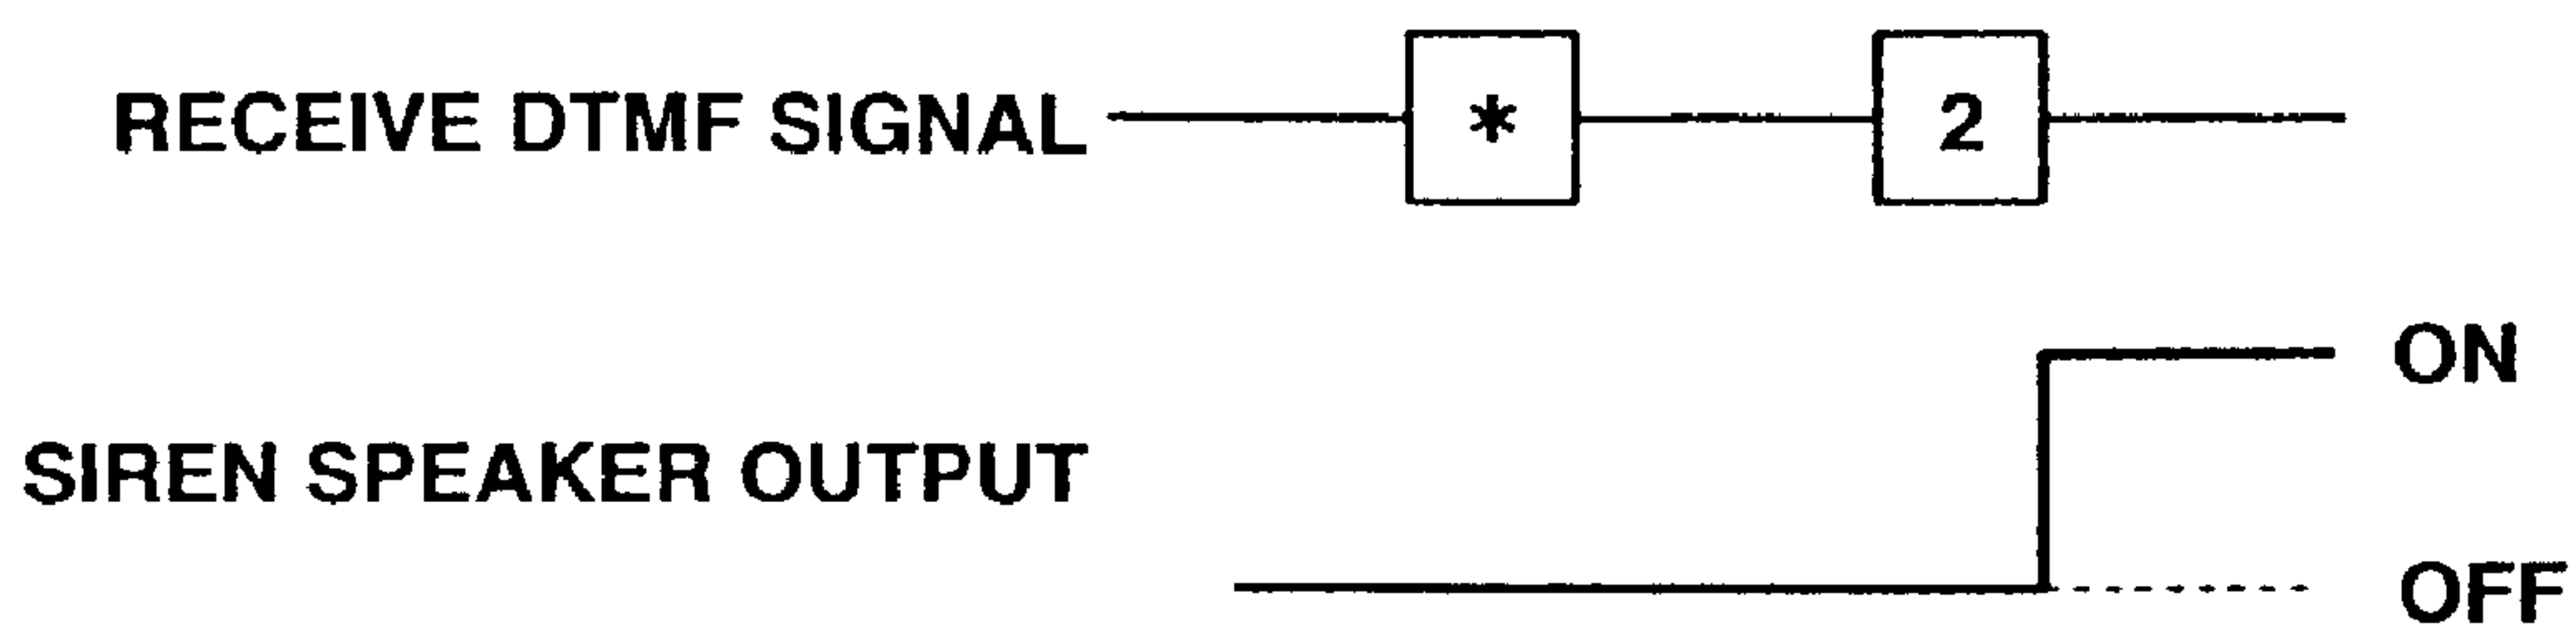 RECEIVE DTMF SIGNAL * 2
ON
SIREN SPEAKER OUTPUT
OFF